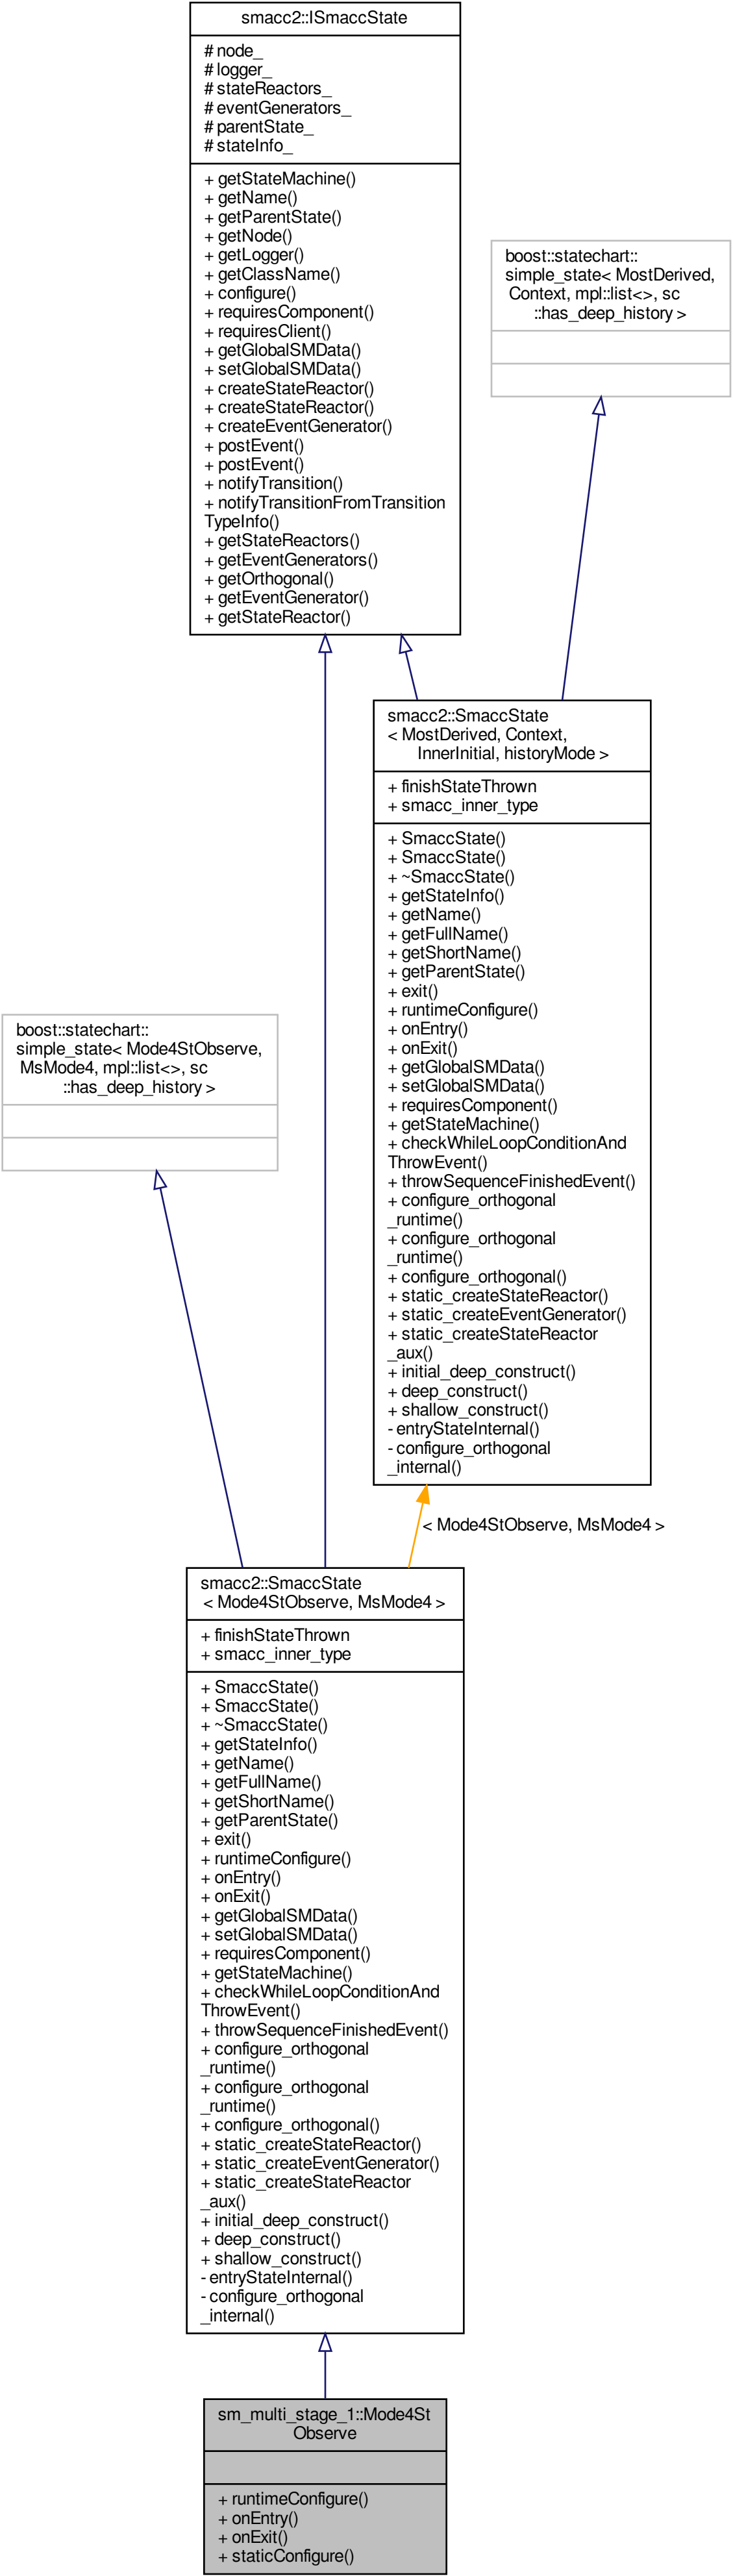 smacc2::ISmaccState
# node_
# logger_
# stateReactors_
# eventGenerators_
# parentState_
# stateInfo_
+ getStateMachine()
+ getName()
+ getParentState()
+ getNode()
+ getLogger()
+ getClassName()
+ configure()
+ requiresComponent()
+ requiresClient()
+ getGlobalSMData()
+ setGlobalSMData()
+ createStateReactor()
+ createStateReactor()
+ createEventGenerator()
+ postEvent()
+ postEvent()
+ notifyTransition()
+ notifyTransitionFromTransition
TypeInfo()
+ getStateReactors()
+ getEventGenerators()
+ getOrthogonal()
+ getEventGenerator()
+ getStateReactor()
boost::statechart::
simple_state< MostDerived,
Context, mpl::list<>, sc
::has_deep_history >
smacc2::SmaccState
< MostDerived, Context,
InnerInitial, historyMode >
+ finishStateThrown
+ smacc_inner_type
+ SmaccState()
+ SmaccState()
+ ~SmaccState()
+ getStateInfo()
+ getName()
+ getFullName()
+ getShortName()
+ getParentState()
+ exit()
+ runtimeConfigure()
+ onEntry()
+ onExit()
+ getGlobalSMData()
+ setGlobalSMData()
+ requiresComponent()
+ getStateMachine()
+ checkWhileLoopConditionAnd
ThrowEvent()
+ throwSequenceFinishedEvent()
+ configure_orthogonal
_runtime()
+ configure_orthogonal
_runtime()
+ configure_orthogonal()
+ static_createStateReactor()
+ static_createEventGenerator()
+ static_createStateReactor
_aux()
+ initial_deep_construct()
+ deep_construct()
+ shallow_construct()
- entryStateInternal()
- configure_orthogonal
_internal()
boost::statechart::
simple_state< Mode4StObserve,
MsMode4, mpl::list<>, sc
::has_deep_history >
< Mode4StObserve, MsMode4 >
smacc2::SmaccState
< Mode4StObserve, MsMode4 >
+ finishStateThrown
+ smacc_inner_type
+ SmaccState()
+ SmaccState()
+ ~SmaccState()
+ getStateInfo()
+ getName()
+ getFullName()
+ getShortName()
+ getParentState()
+ exit()
+ runtimeConfigure()
+ onEntry()
+ onExit()
+ getGlobalSMData()
+ setGlobalSMData()
+ requiresComponent()
+ getStateMachine()
+ checkWhileLoopConditionAnd
ThrowEvent()
+ throwSequenceFinishedEvent()
+ configure_orthogonal
_runtime()
+ configure_orthogonal
_runtime()
+ configure_orthogonal()
+ static_createStateReactor()
+ static_createEventGenerator()
+ static_createStateReactor
_aux()
+ initial_deep_construct()
+ deep_construct()
+ shallow_construct()
- entryStateInternal()
- configure_orthogonal
_internal()
sm_multi_stage_1::Mode4St
Observe
+ runtimeConfigure()
+ onEntry()
+ onExit()
+ staticConfigure()